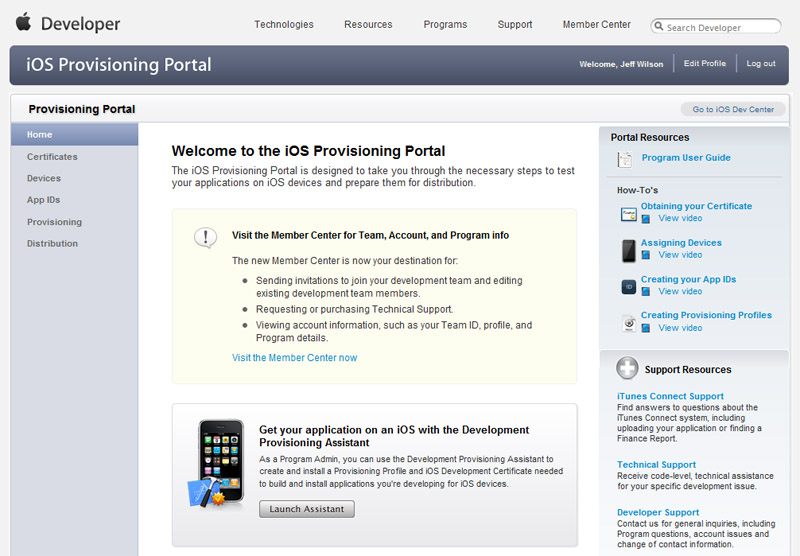 Developer
Technologies
Resources
Programs
Support
Member Center
Search Developer
iOS Provisioning Portal
Welcome, Jeff Wilson
Edit Profile
Log out
Provisioning Portal
Go to iOS Dev Center
Home
Certificates
Devices
App IDs
Provisioning
Distribution
Welcome to the iOS Provisioning Portal
The iOS Provisioning Portal is designed to take you through the necessary steps to test
your applications on iOS devices and prepare them for distribution.
Visit the Member Center for Team, Account, and Program info
The new Member Center is now your destination for:
Sending invitations to join your development team and editing
existing development team members.
Requesting or purchasing Technical Support.
Viewing account information, such as your Team ID, profile, and
Program details.
Visit the Member Center now
Get your application on an iOS with the Development
Provisioning Assistant
As a Program Admin, you can use the Development Provisioning Assistant to
create and install a Provisioning Profile and iOS Development Certificate needed
to build and install applications you're developing for iOS devices.
Launch Assistant
Portal Resources
Program User Guide
How-To's
Obtaining your Certificate
View video
Assigning Devices
View video
ID
Creating your App IDs
View video
Creating Provisioning Profiles
View video
Support Resources
iTunes Connect Support
Find answers to questions about the
iTunes Connect system, including
uploading your application or finding a
Finance Report.
Technical Support
Receive code-level, technical assistance
for your specific development issue.
Developer Support
Contact us for general inquiries, including
Program questions, account issues and
change of contact information.